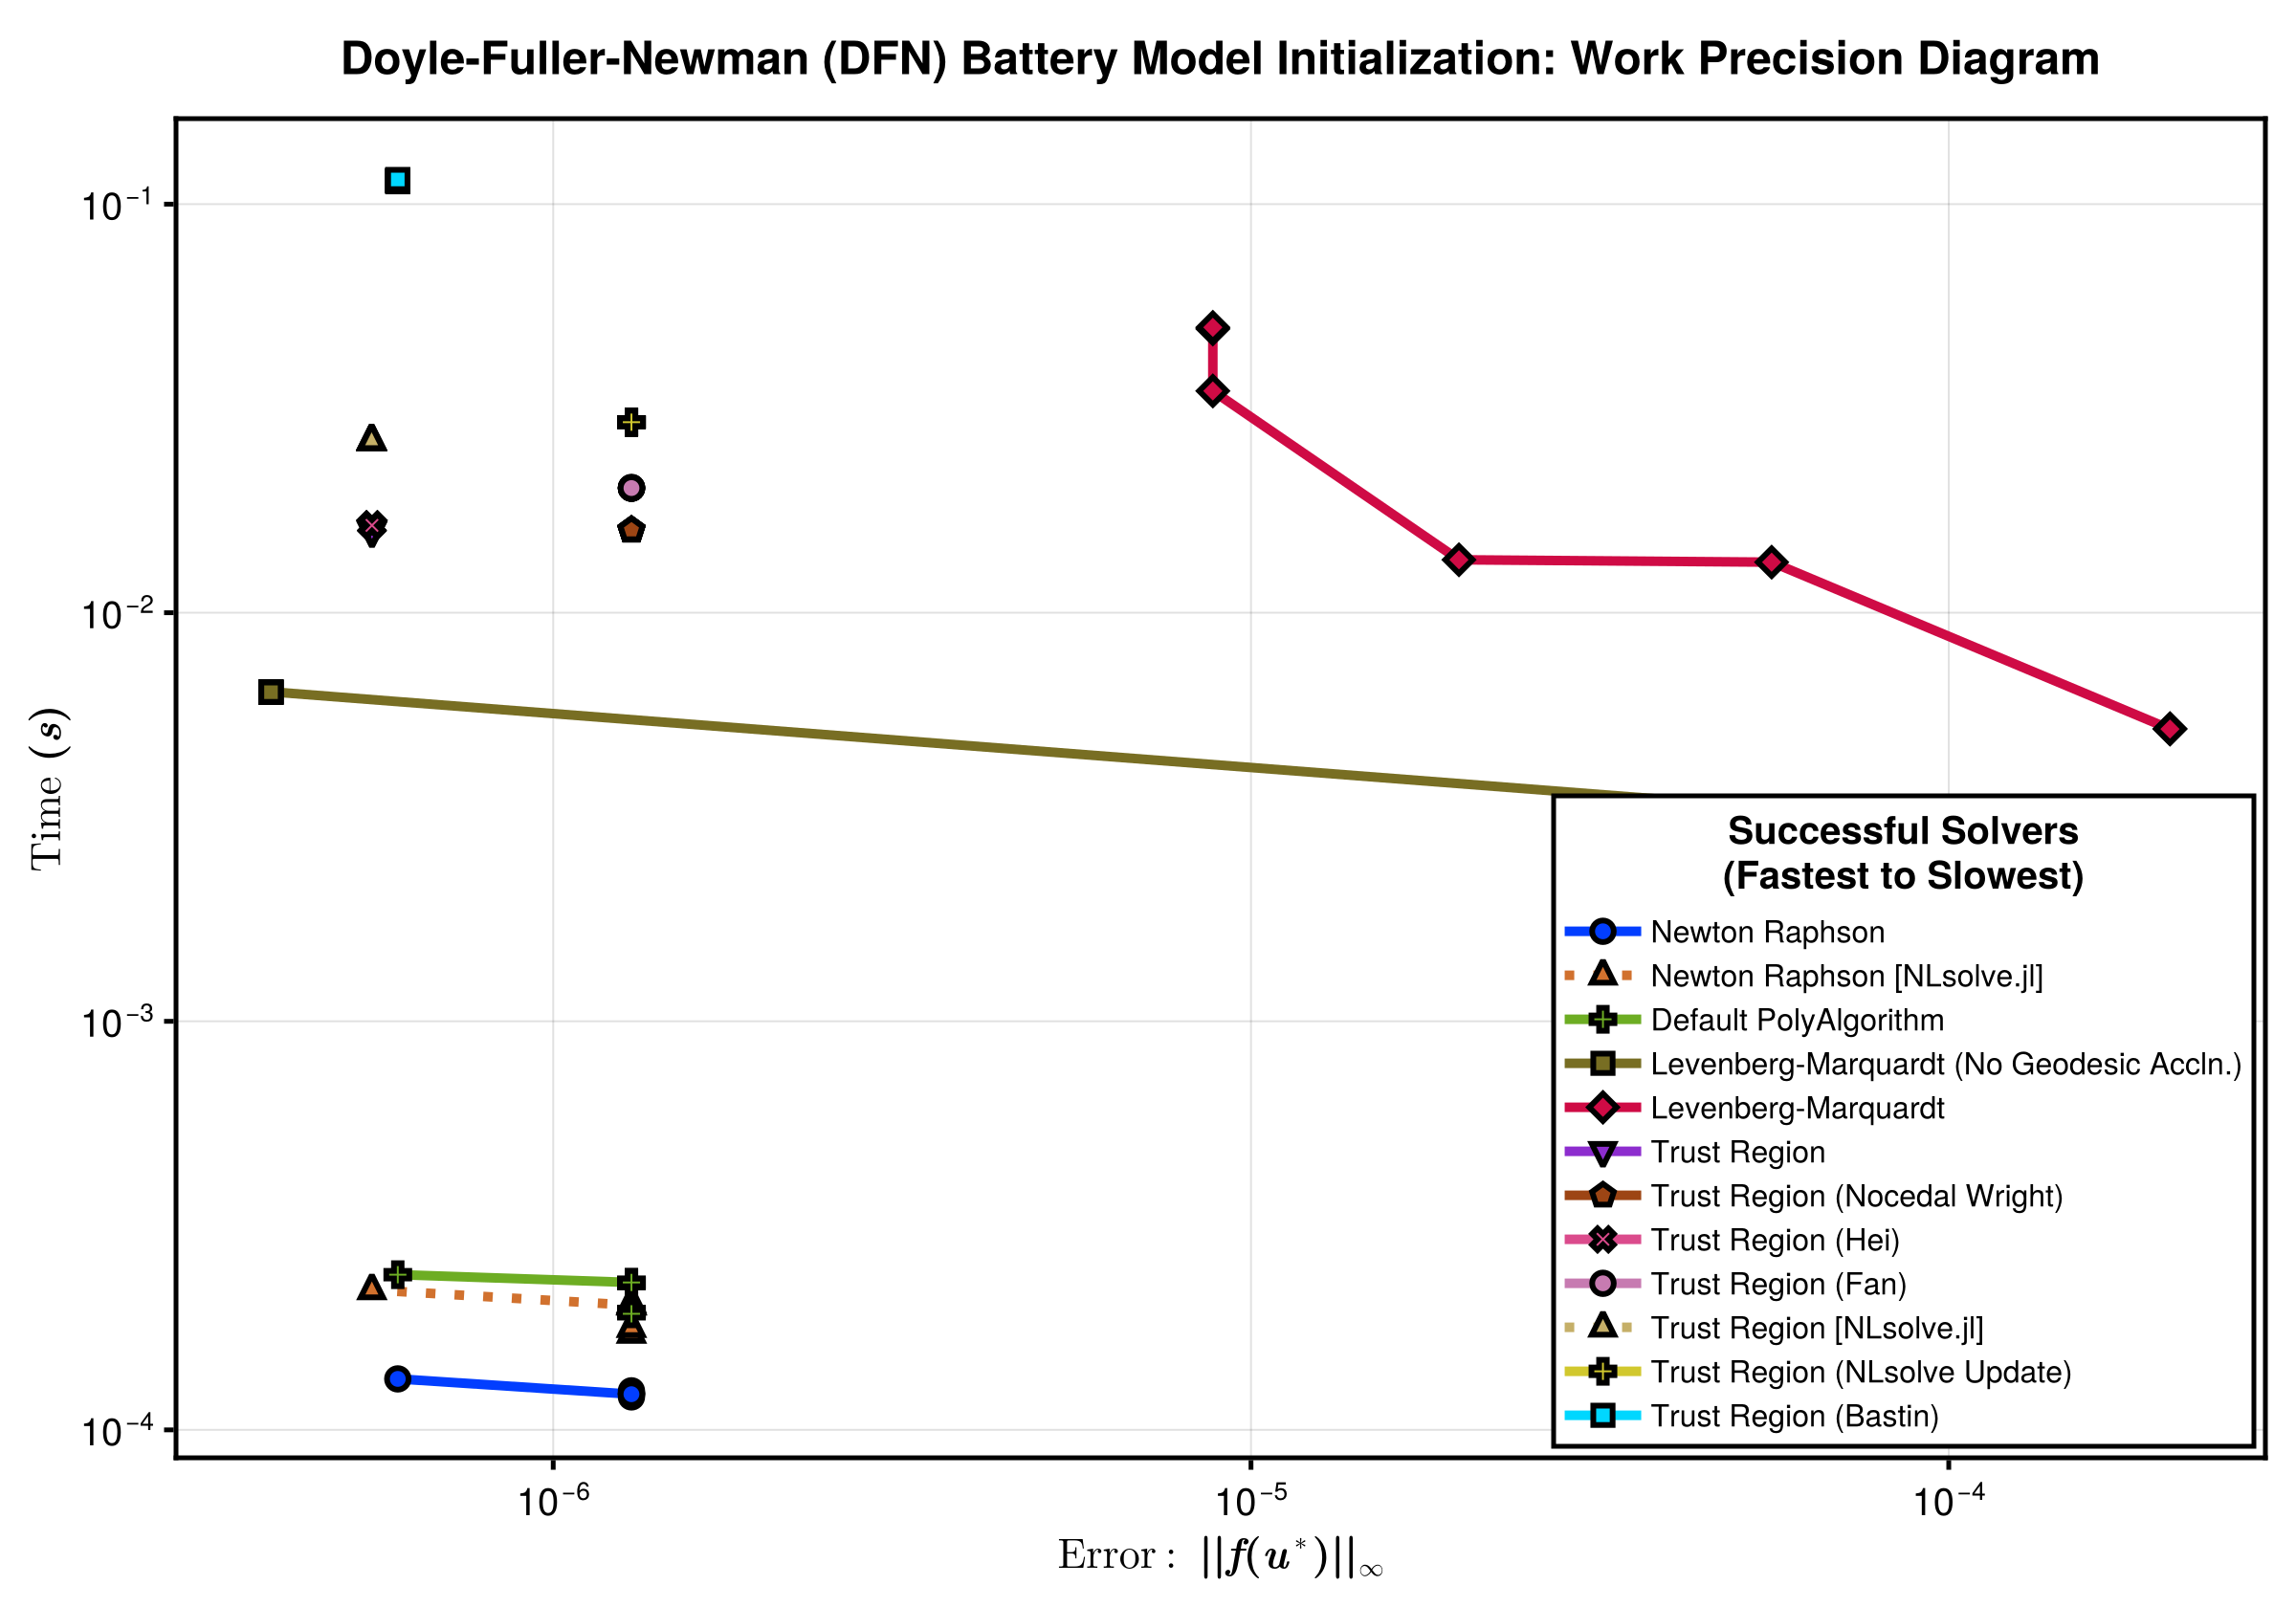 Doyle-Fuller-Newman (DFN) Battery Model Initialization: Work Precision Diagram
Time (s)
10⁻¹
10⁻²
10⁻³
10⁻⁴
10⁻⁶
10⁻⁵
10⁻⁴
Error: ||f(u*)||∞
Successful Solvers
(Fastest to Slowest)
Newton Raphson
Newton Raphson [NLsolve.jl]
Default PolyAlgorithm
Levenberg-Marquardt (No Geodesic Accln.)
Levenberg-Marquardt
Trust Region
Trust Region (Nocedal Wright)
Trust Region (Hei)
Trust Region (Fan)
Trust Region [NLsolve.jl]
Trust Region (NLsolve Update)
Trust Region (Bastin)